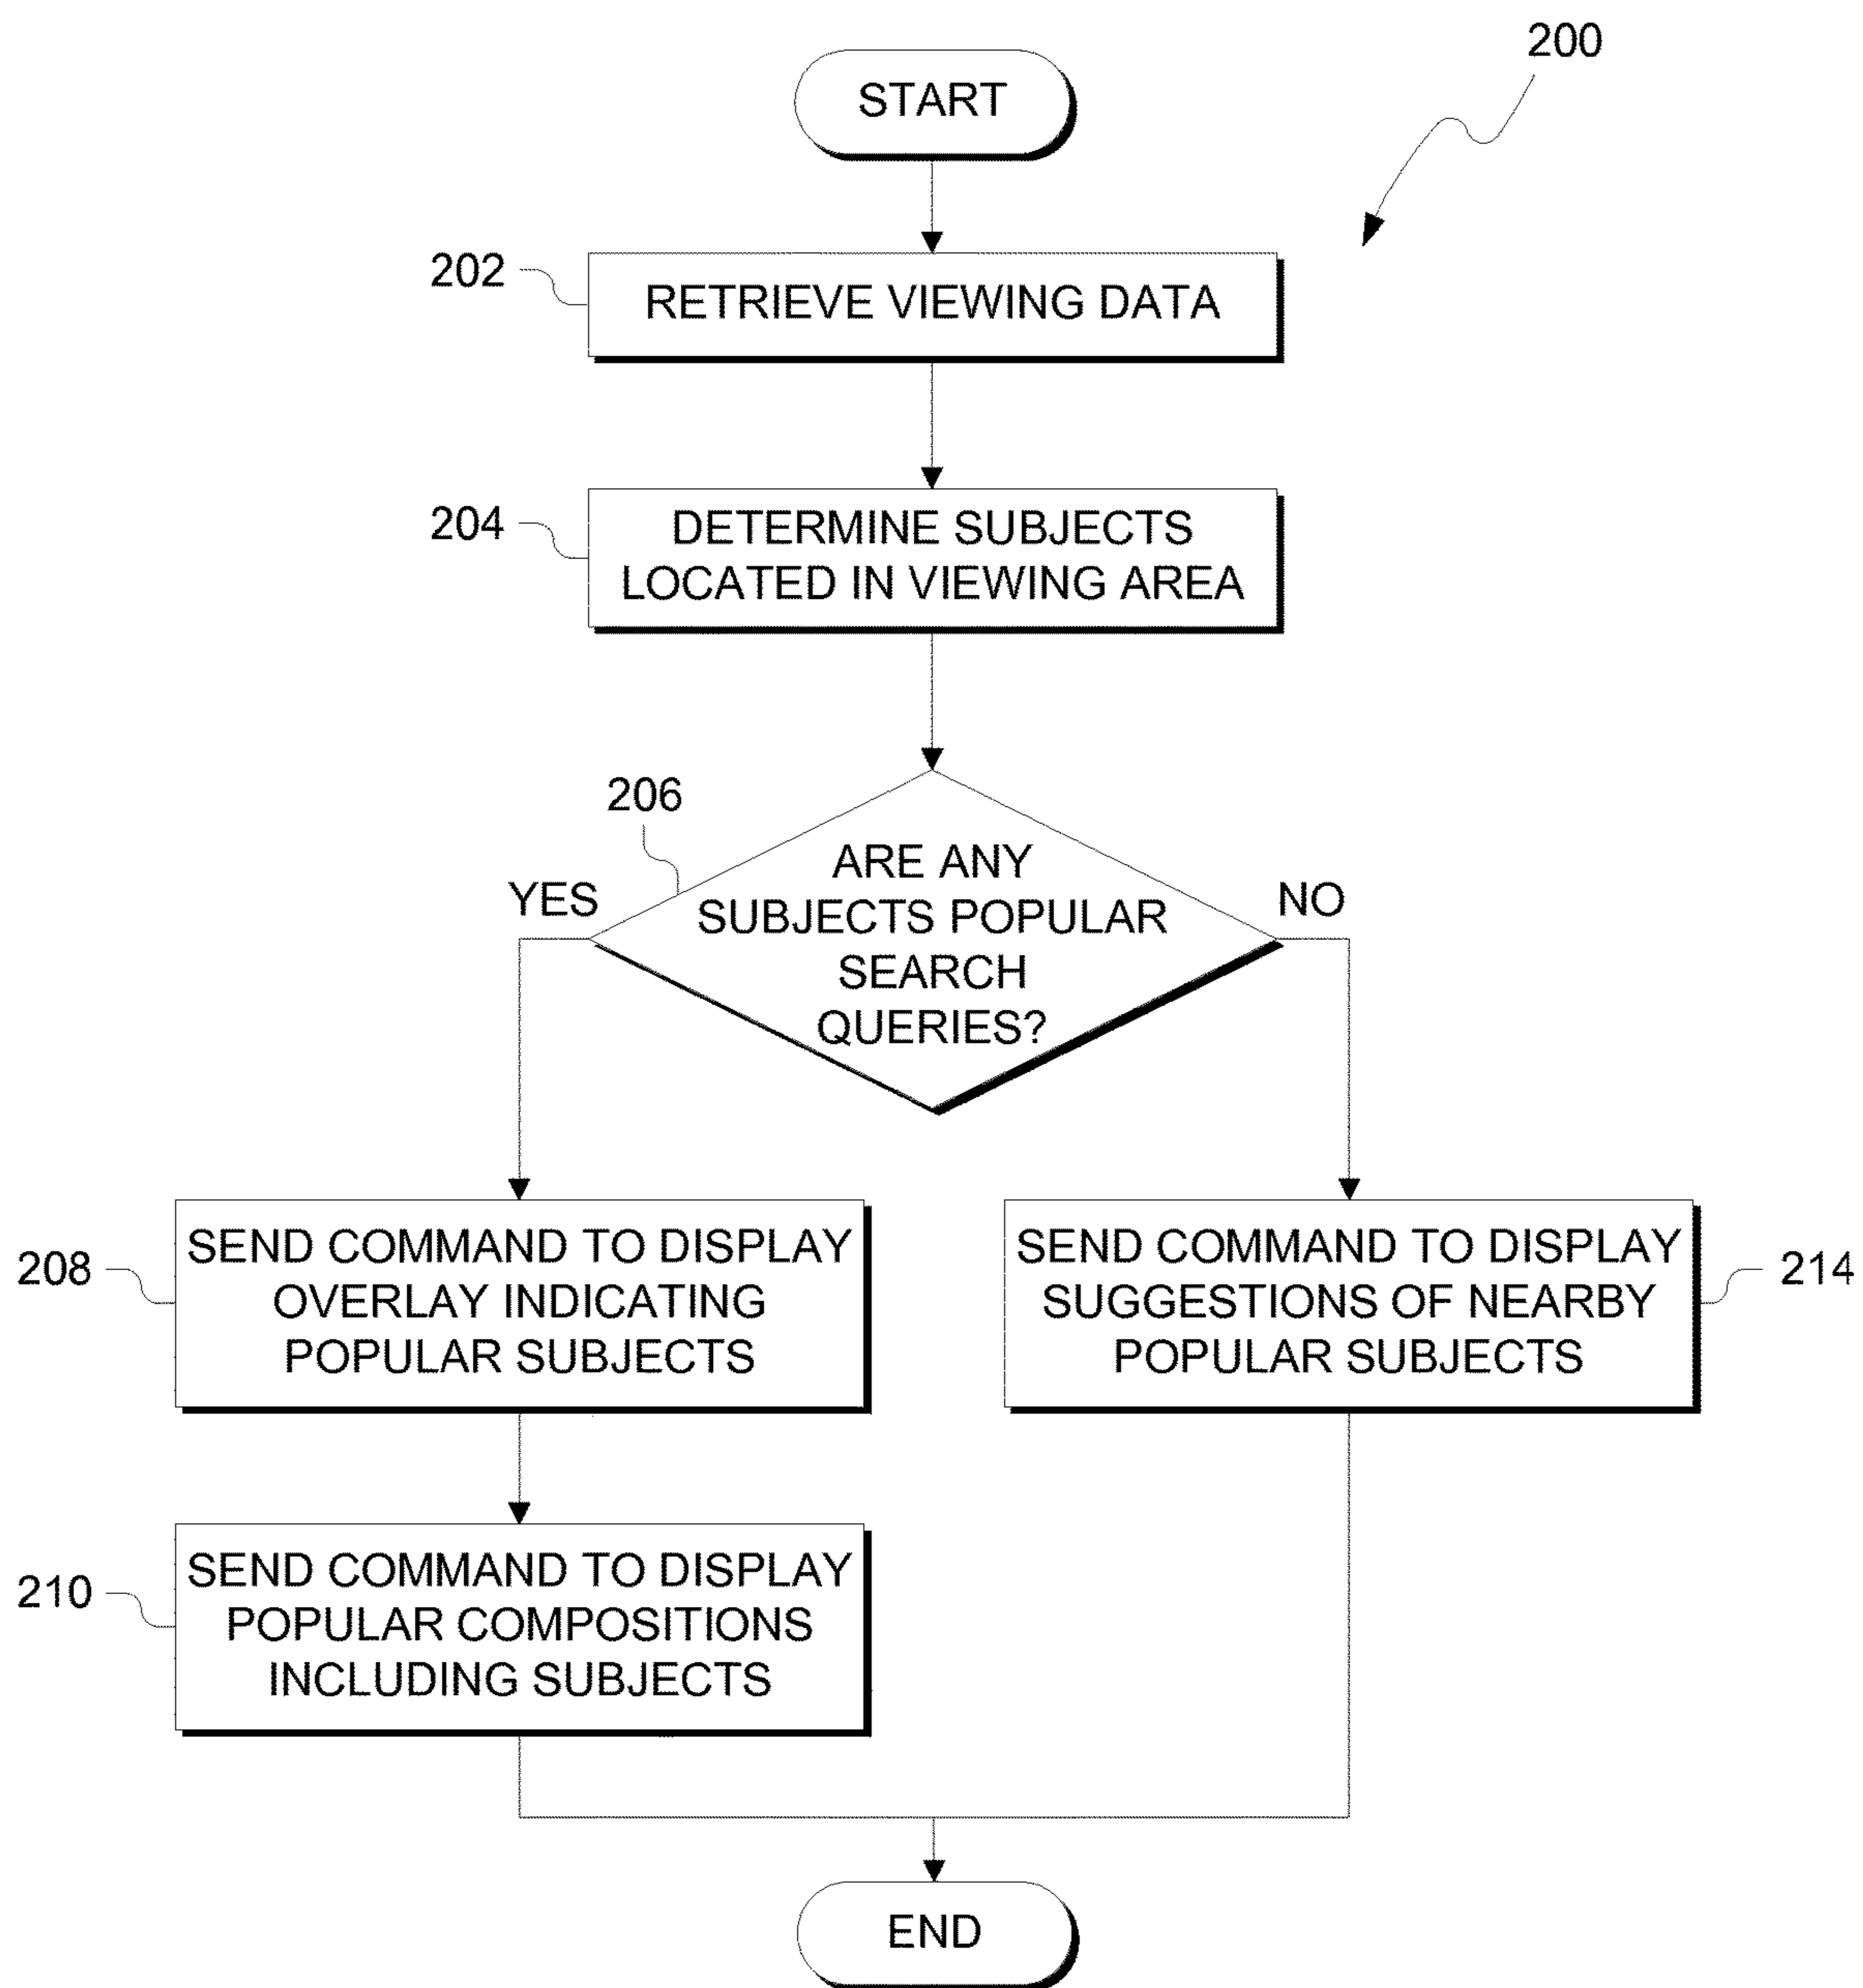 200
START
202
RETRIEVE VIEWING DATA
204
DETERMINE SUBJECTS
LOCATED IN VIEWING AREA
206
ARE ANY
SUBJECTS POPULAR
SEARCH
QUERIES?
YES
NO
208
SEND COMMAND TO DISPLAY
OVERLAY INDICATING
POPULAR SUBJECTS
SEND COMMAND TO DISPLAY
SUGGESTIONS OF NEARBY
POPULAR SUBJECTS
214
210
SEND COMMAND TO DISPLAY
POPULAR COMPOSITIONS
INCLUDING SUBJECTS
END